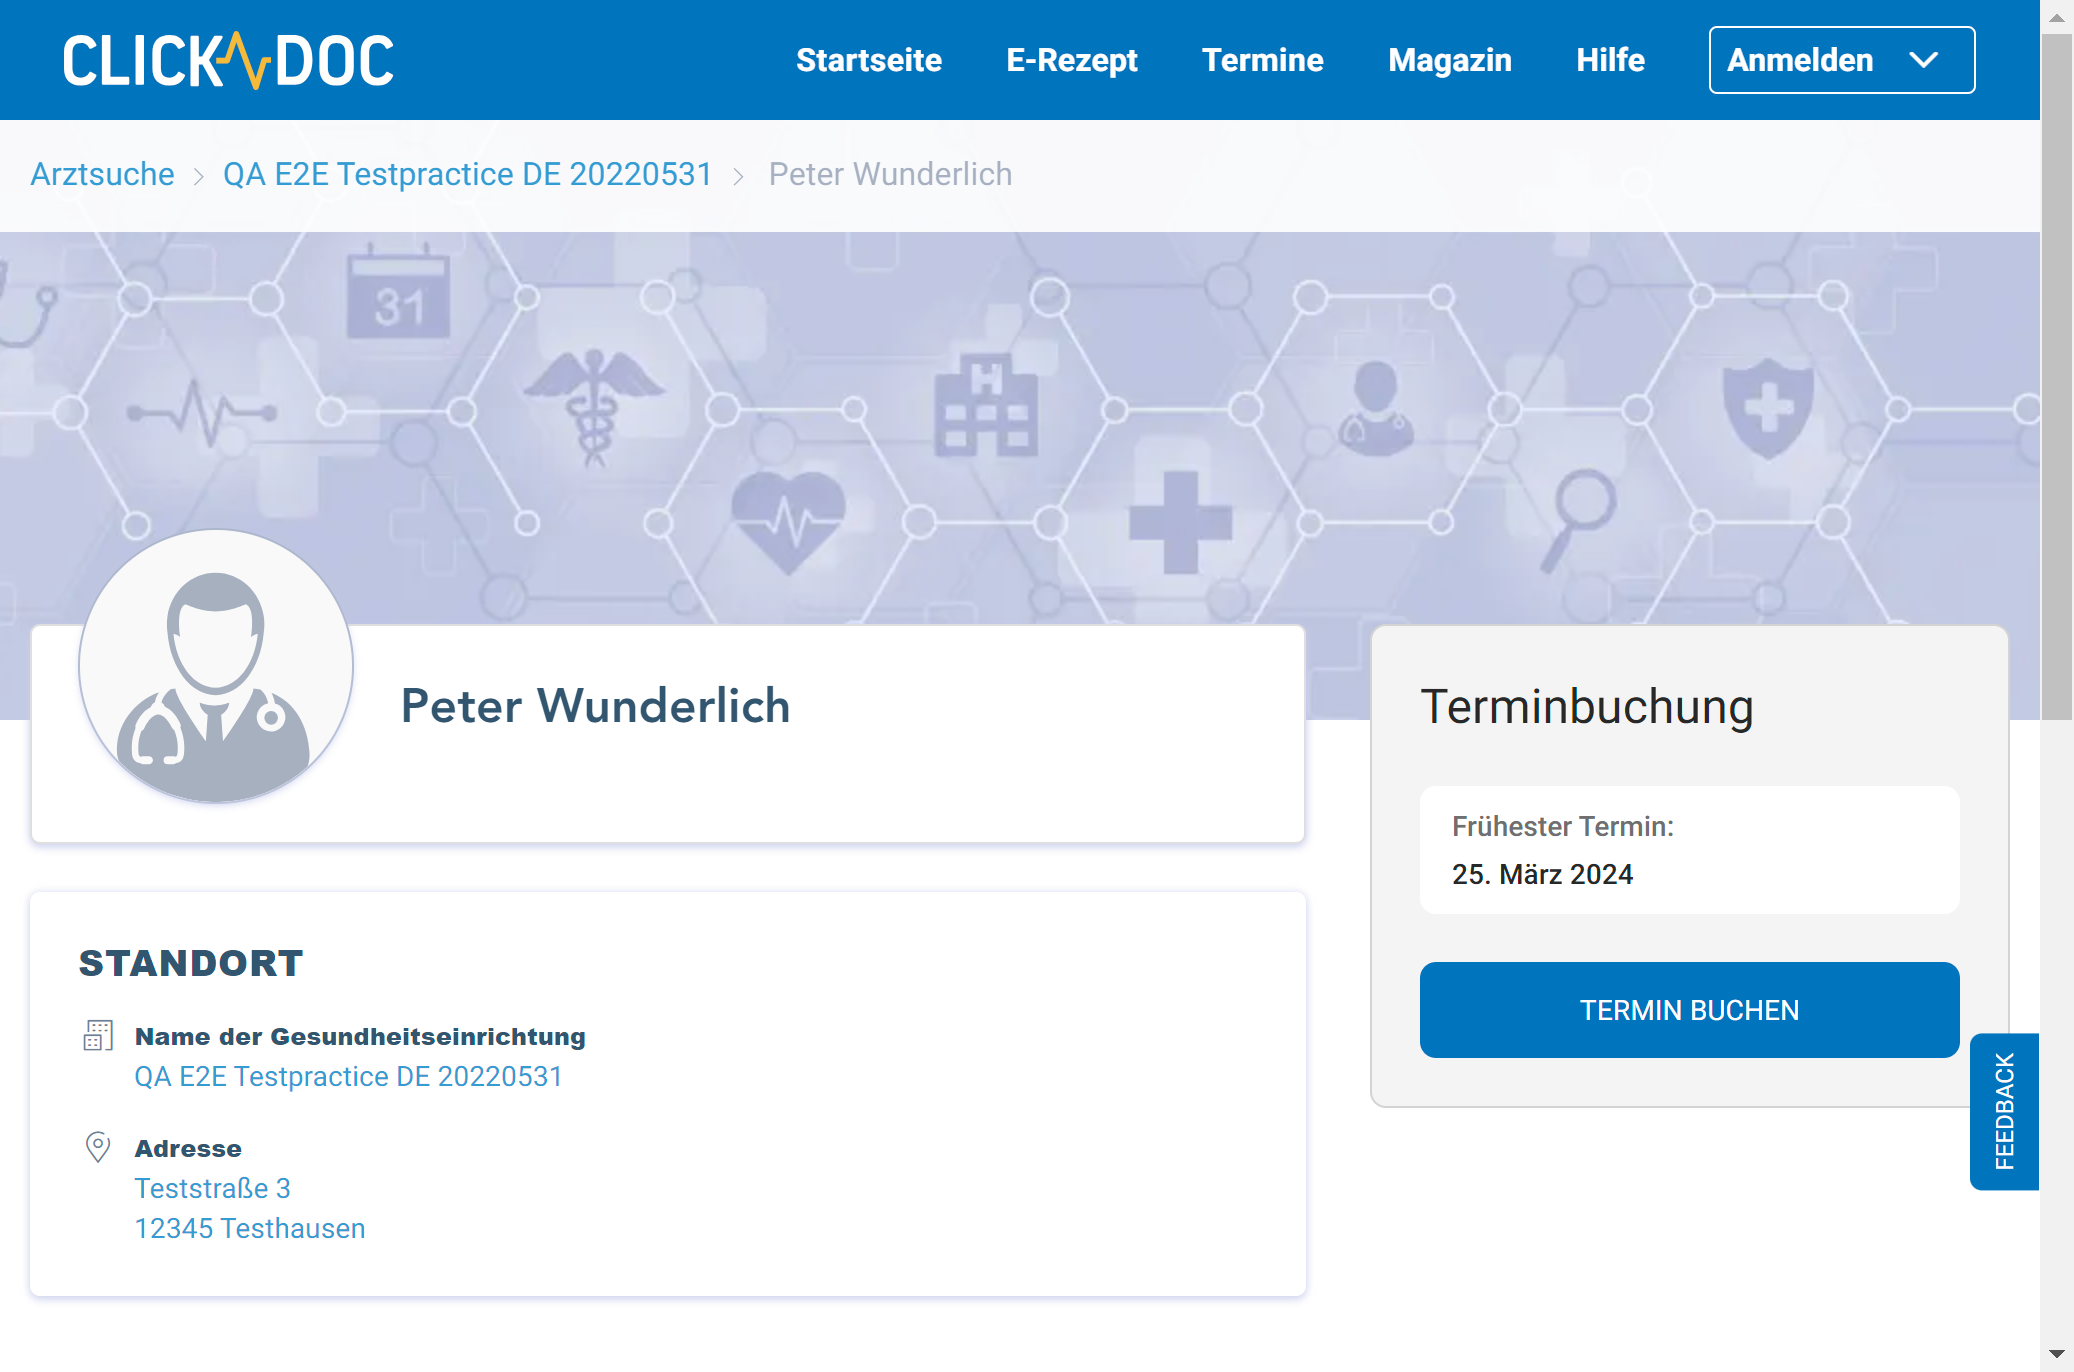 CLICKDOC
Startseite
E-Rezept
Termine
Magazin
Hilfe
Anmelden
Arztsuche > QA E2E Testpractice DE 20220531 > Peter Wunderlich
31
H
Peter Wunderlich
STANDORT
Name der Gesundheitseinrichtung
QA E2E Testpractice DE 20220531
Adresse
Teststraße 3
12345 Testhausen
Terminbuchung
Frühester Termin:
25. März 2024
TERMIN BUCHEN
FEEDBACK